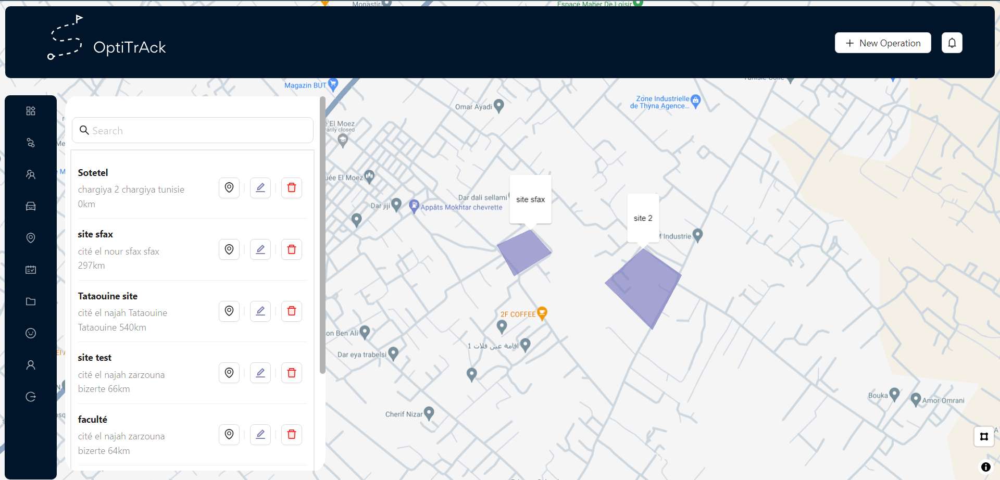 Monastir
Espace Maher De Loisir
OptiTrAck
New Operation
Magazin BUT
Zone Industrielle
de Thyna Agence...
Omar Ayadi
Search
é El Moez
arily closed
Sotetel
chargiya 2 chargiya tunisie
0km
uée El Moez
Dar dali sellami
Dar jiji
Appâts Mokhtar chevrette
site sfax
site 2
Industrie
site sfax
cité el nour sfax sfax
297km
Tataouine site
cité el najah Tataouine
Tataouine 540km
2F COFFEE
on Ben Ali
اقامة عين فلات 1
Dar eya trabelsi
site test
cité el najah zarzouna
bizerte 66km
Bouka
Amor Omrani
Cherif Nizar
faculté
cité el najah zarzouna
bizerte 64km